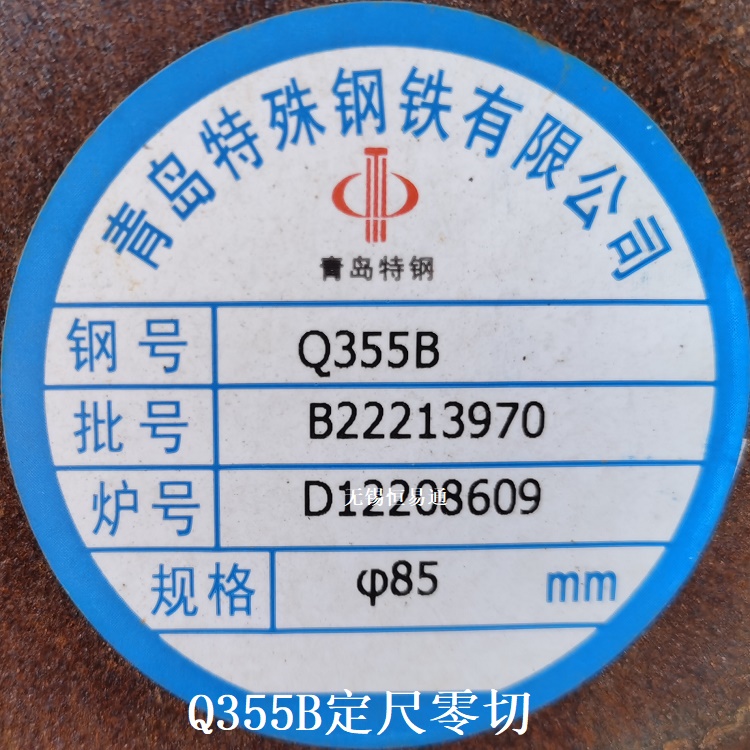 青岛特殊钢铁有限公司
青岛特钢
钢号 Q355B
批号 B22213970
炉号 D12208609
无锡恒易通
规格 φ85 mm
Q355B定尺零切